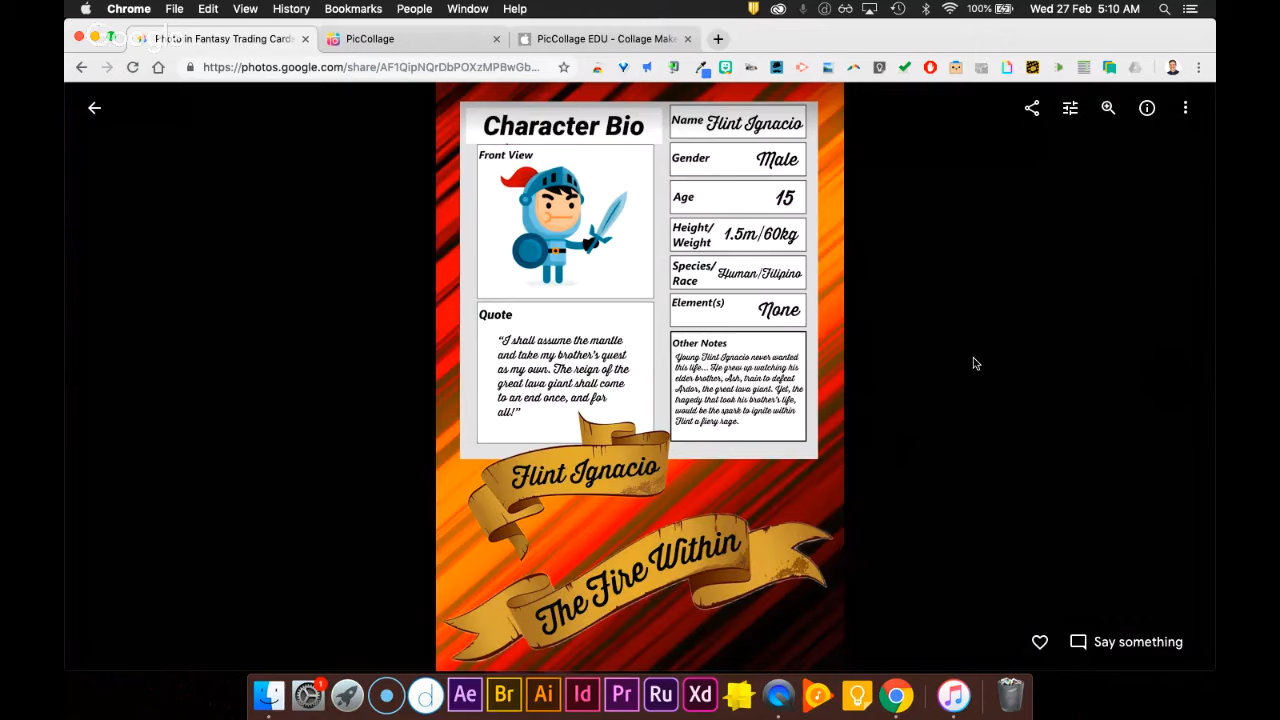 Chrome File Edit View History Bookmarks People Window Help
100% Wed 27 Feb 5:10 AM
Google
Photo in Fantasy Trading Cards
PicCollage
PicCollage EDU - Collage Make
https://photos.google.com/share/AF1QipNQrDbPOXzMPBwGb...
Character Bio
Front View
Name Flint Ignacio
Gender Male
Age 15
Height/
Weight 1.5m/60kg
Species/
Race Human/Filipino
Element(s) None
Quote
"I shall assume the mantle
and take my brother's quest
as my own. The reign of the
great lava giant shall come
to an end once, and for
all!"
Other Notes
Young Flint Ignacio never wanted
this life... He grew up watching his
elder brother, Ash, train to defeat
Ardor, the great lava giant. Yet, the
tragedy that took his brother's life,
would be the spark to ignite within
Flint a fiery rage.
Flint Ignacio
The Fire Within
Say something
1
d Ae Br Ai Id Pr Ru Xd